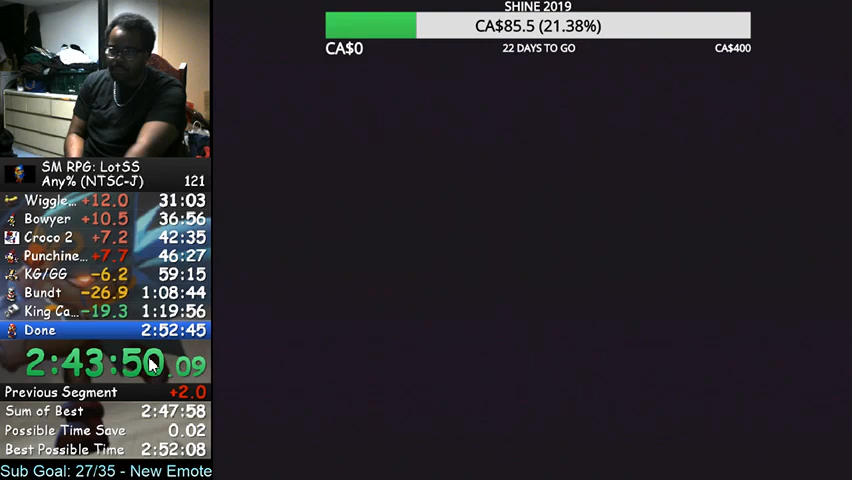 SHINE 2019
CA$85.5 (21.38%)
CA$0
22 DAYS TO GO
CA$400
SM RPG: LotSS
Any% (NTSC-J) 121
Wiggle... +12.0 31:03
Bowyer +10.5 36:56
Croco 2 +7.2 42:35
Punchine... +7.7 46:27
KG/GG -6.2 59:15
Bundt -26.9 1:08:44
King Ca... -19.3 1:19:56
Done 2:52:45
2:43:50.09
Previous Segment +2.0
Sum of Best 2:47:58
Possible Time Save 0.02
Best Possible Time 2:52:08
Sub Goal: 27/35 - New Emote